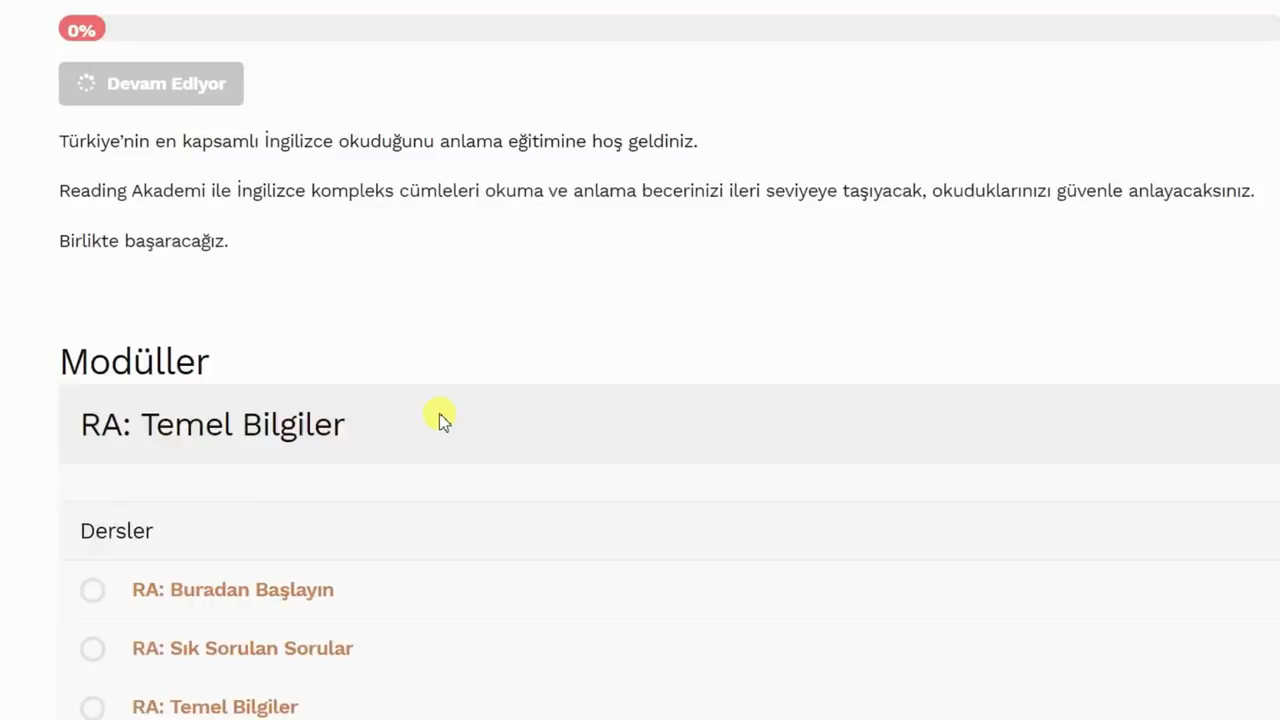 0%
Devam Ediyor
Türkiye’nin en kapsamlı İngilizce okuduğunu anlama eğitimine hoş geldiniz.
Reading Akademi ile İngilizce kompleks cümleleri okuma ve anlama becerinizi ileri seviyeye taşıyacak, okuduklarınızı güvenle anlayacaksınız.
Birlikte başaracağız.
Modüller
RA: Temel Bilgiler
Dersler
RA: Buradan Başlayın
RA: Sık Sorulan Sorular
RA: Temel Bilgiler